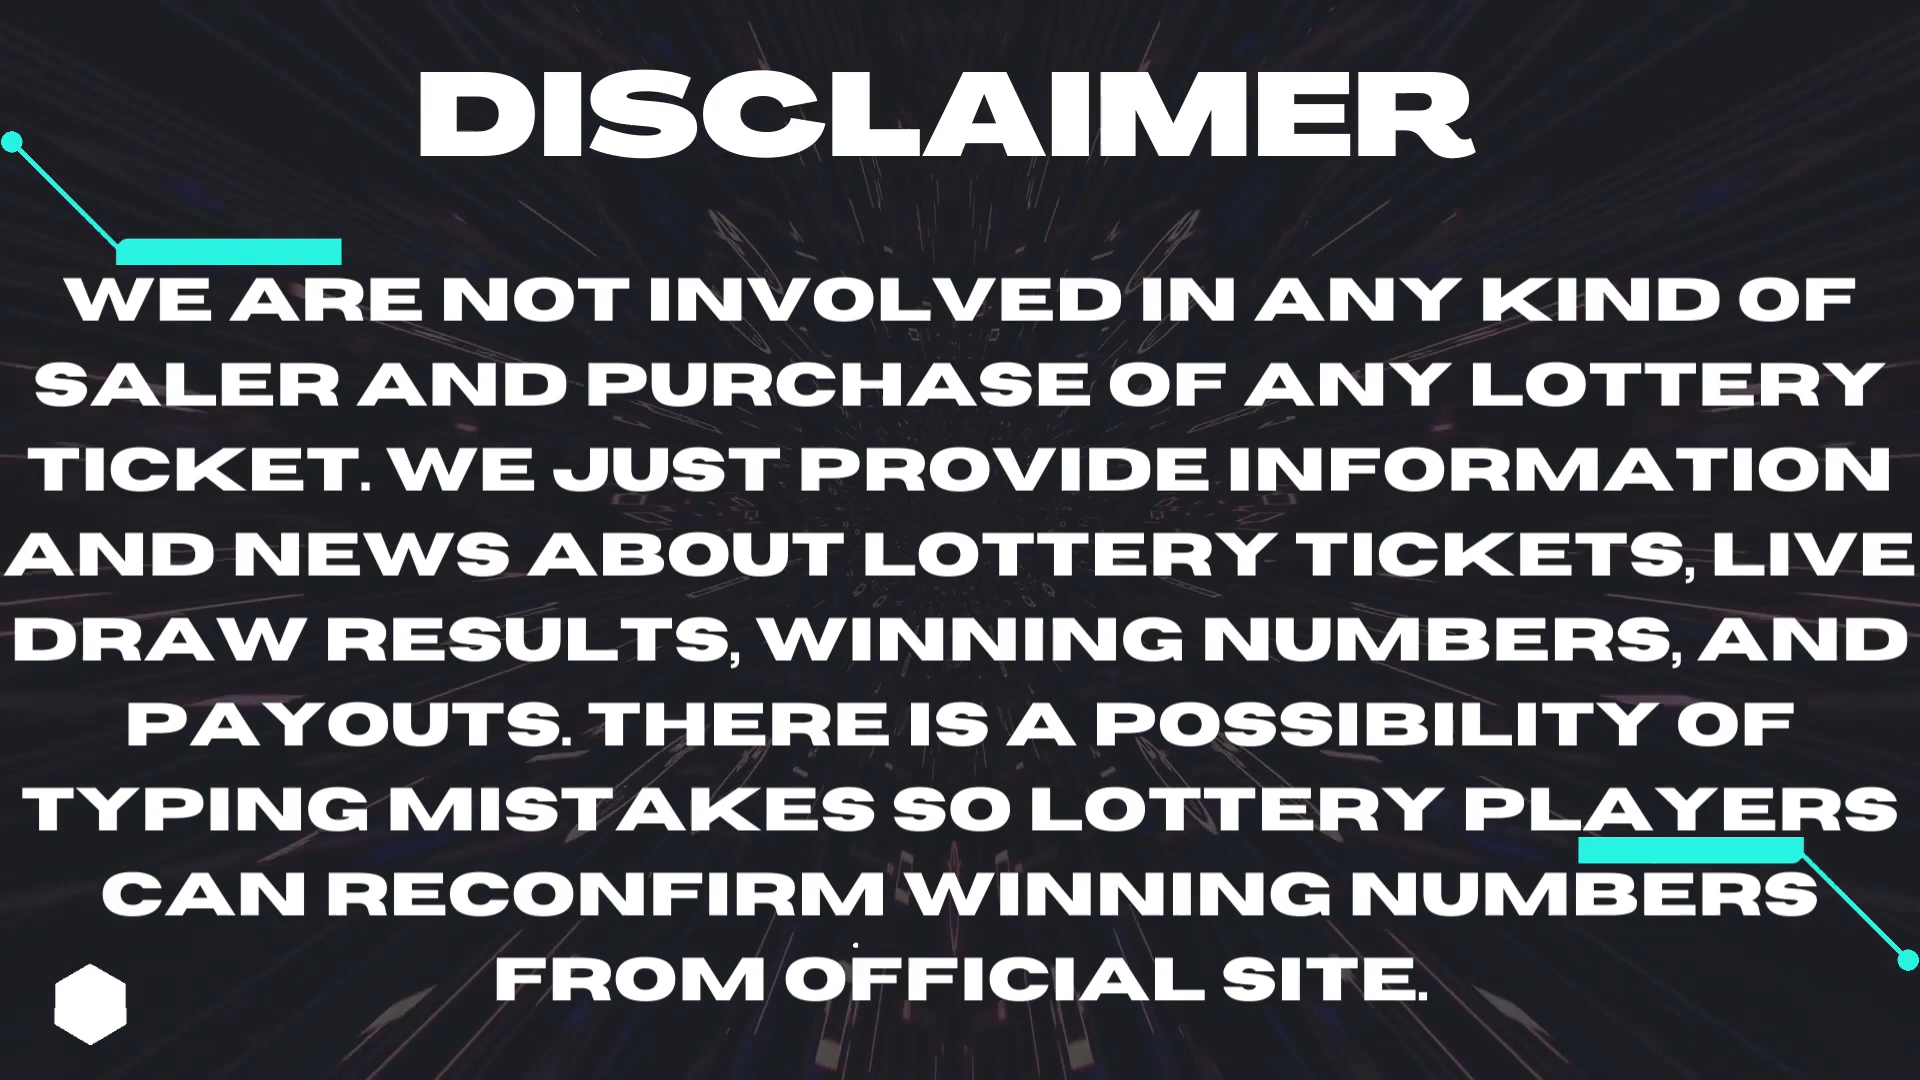 DISCLAIMER
WE ARE NOT INVOLVED IN ANY KIND OF
SALER AND PURCHASE OF ANY LOTTERY
TICKET. WE JUST PROVIDE INFORMATION
AND NEWS ABOUT LOTTERY TICKETS, LIVE
DRAW RESULTS, WINNING NUMBERS, AND
PAYOUTS. THERE IS A POSSIBILITY OF
TYPING MISTAKES SO LOTTERY PLAYERS
CAN RECONFIRM WINNING NUMBERS
FROM OFFICIAL SITE.